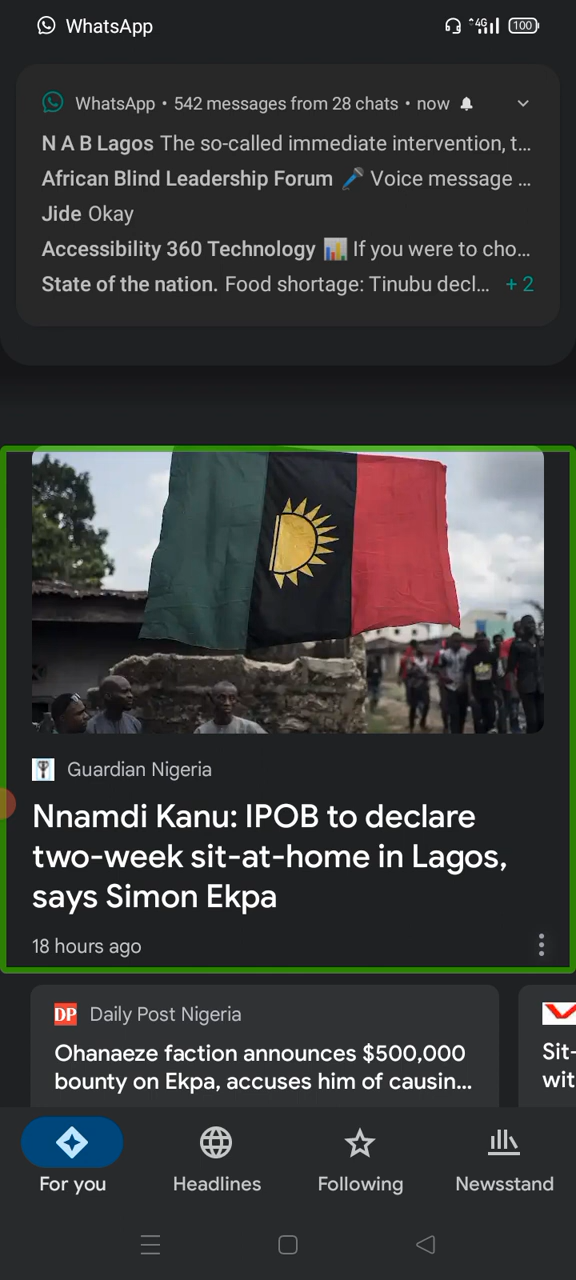 WhatsApp
4G
100
WhatsApp • 542 messages from 28 chats • now
N A B Lagos The so-called immediate intervention, t...
African Blind Leadership Forum 🎤 Voice message ...
Jide Okay
Accessibility 360 Technology 📊 If you were to cho...
State of the nation. Food shortage: Tinubu decl... + 2
Guardian Nigeria
Nnamdi Kanu: IPOB to declare
two-week sit-at-home in Lagos,
says Simon Ekpa
18 hours ago
DP Daily Post Nigeria
Ohanaeze faction announces $500,000
bounty on Ekpa, accuses him of causin...
Sit-
wit
For you
Headlines
Following
Newsstand